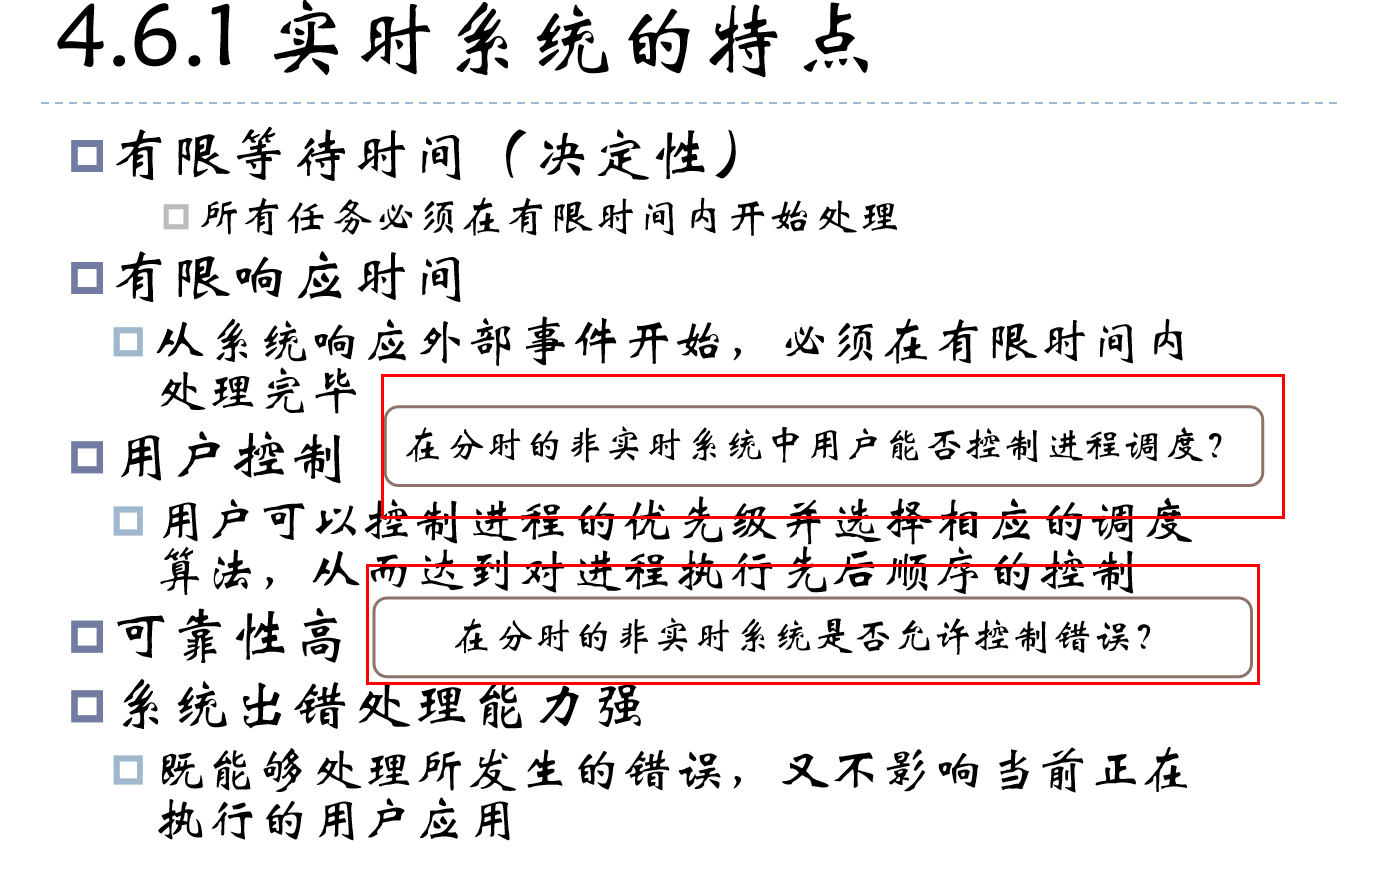 4.6.1 实时系统的特点
有限等待时间（决定性）
所有任务必须在有限时间内开始处理
有限响应时间
从系统响应外部事件开始，必须在有限时间内
处理完毕
在分时的非实时系统中用户能否控制进程调度？
用户控制
用户可以控制进程的优先级并选择相应的调度
算法，从而达到对进程执行先后顺序的控制
可靠性高
在分时的非实时系统是否允许控制错误？
系统出错处理能力强
既能够处理所发生的错误，又不影响当前正在
执行的用户应用